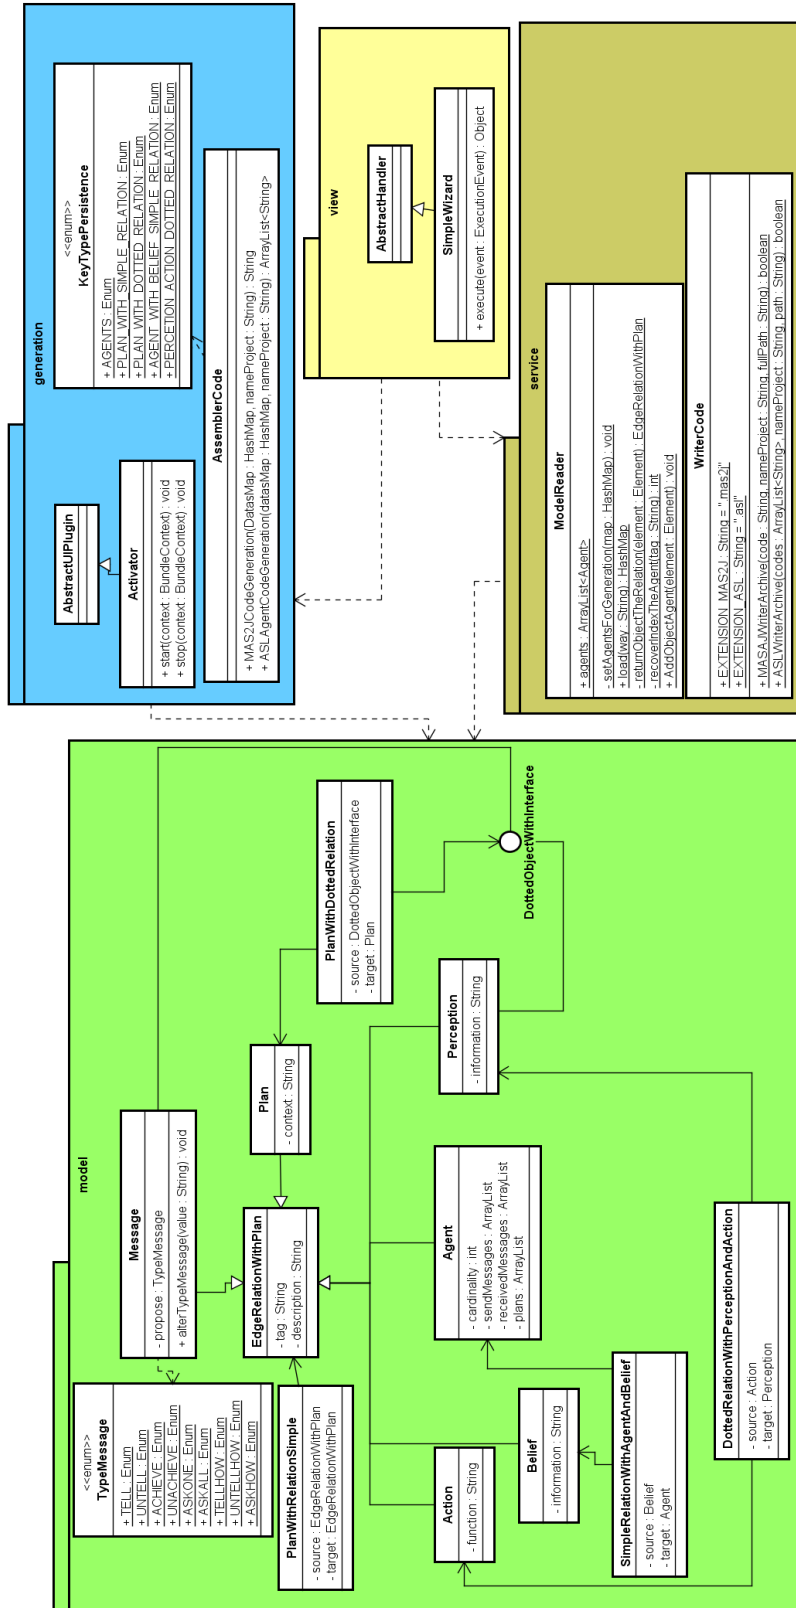 generation
<<enum>>
KeyTypePersistence
+ AGENTS : Enum
+ PLAN_WITH_SIMPLE_RELATION : Enum
+ PLAN_WITH_DOTTED_RELATION : Enum
+ AGENT_WITH_BELIEF_SIMPLE_RELATION : Enum
+ PERCETION_ACTION_DOTTED_RELATION : Enum
AbstractUIPlugin
Activator
+ start(context : BundleContext) : void
+ stop(context : BundleContext) : void
AssemblerCode
+ MAS2JCodeGeneration(DatasMap : HashMap, nameProject : String) : String
+ ASLAgentCodeGeneration(datasMap : HashMap, nameProject : String) : ArrayList<String>
view
AbstractHandler
SimpleWizard
+ execute(event : ExecutionEvent) : Object
service
ModelReader
+ agents : ArrayList<Agent>
- setAgentsForGeneration(map : HashMap) : void
+ load(way : String) : HashMap
- returnObjectTheRelation(element : Element) : EdgeRelationWithPlan
- recoverIndexTheAgent(tag : String) : int
+ AddObjectAgent(element : Element) : void
WriterCode
+ EXTENSION_MAS2J : String = ".mas2j"
+ EXTENSION_ASL : String = ".asl"
+ MASAJWriterArchive(code : String, nameProject : String, fullPath : String) : boolean
+ ASLWriterArchive(codes : ArrayList<String>, nameProject : String, path : String) : boolean
model
<<enum>>
TypeMessage
+ TELL : Enum
+ UNTELL : Enum
+ ACHIEVE : Enum
+ UNACHIEVE : Enum
+ ASKONE : Enum
+ ASKALL : Enum
+ TELLHOW : Enum
+ UNTELLHOW : Enum
+ ASKHOW : Enum
Message
- propose : TypeMessage
+ alterTypeMessage(value : String) : void
PlanWithRelationSimple
- source : EdgeRelationWithPlan
- target : EdgeRelationWithPlan
EdgeRelationWithPlan
- tag : String
- description : String
Plan
- context : String
PlanWithDottedRelation
- source : DottedObjectWithInterface
- target : Plan
DottedObjectWithInterface
Action
- function : String
Belief
- information : String
Agent
- cardinality : int
- sendMessages : ArrayList
- receivedMessages : ArrayList
- plans : ArrayList
Perception
- information : String
SimpleRelationWithAgentAndBelief
- source : Belief
- target : Agent
DottedRelationWithPerceptionAndAction
- source : Action
- target : Perception